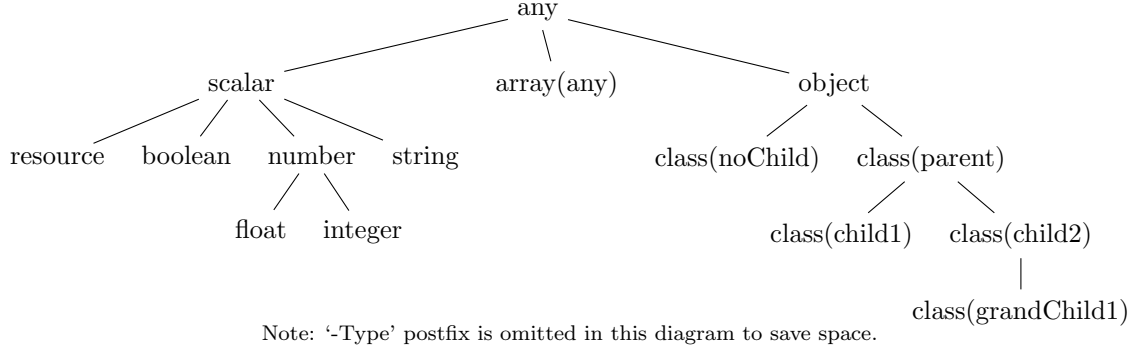 any
scalar array(any) object
resource boolean number string class(noChild) class(parent)
float integer class(child1) class(child2)
class(grandChild1)
Note: ‘-Type’ postfix is omitted in this diagram to save space.